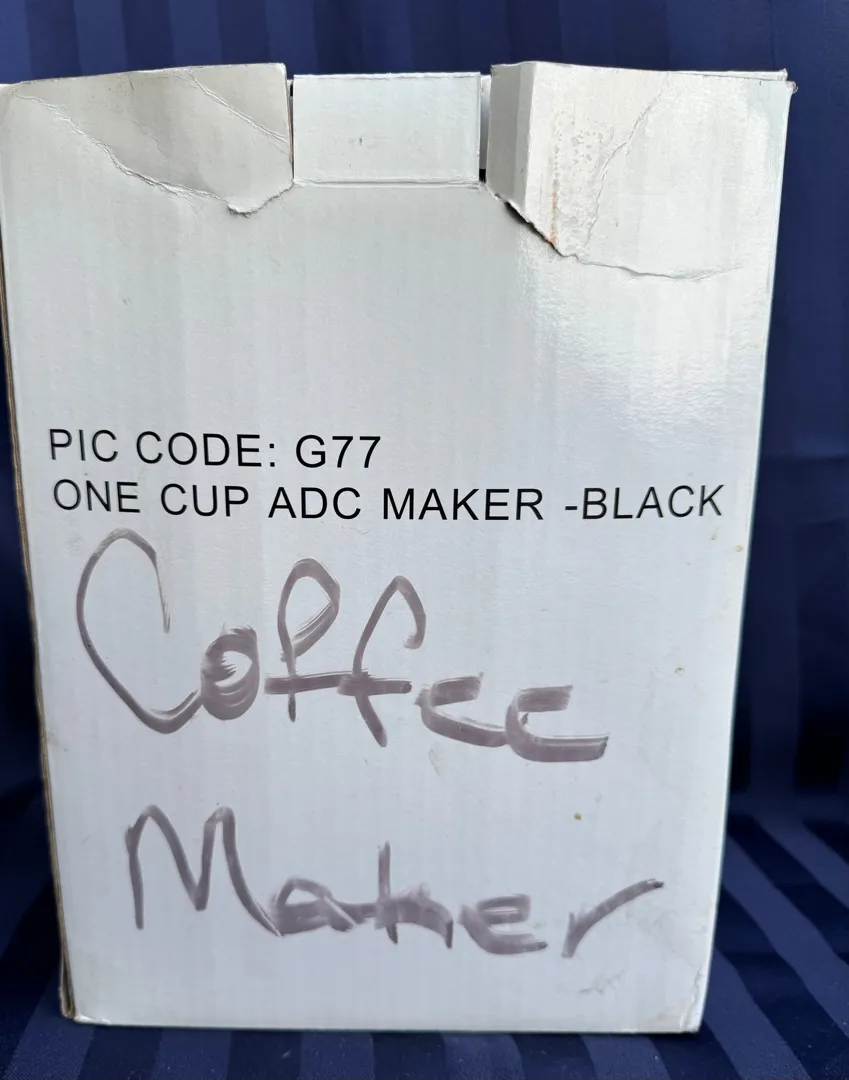 PIC CODE: G77
ONE CUP ADC MAKER -BLACK
Coffee
Maker